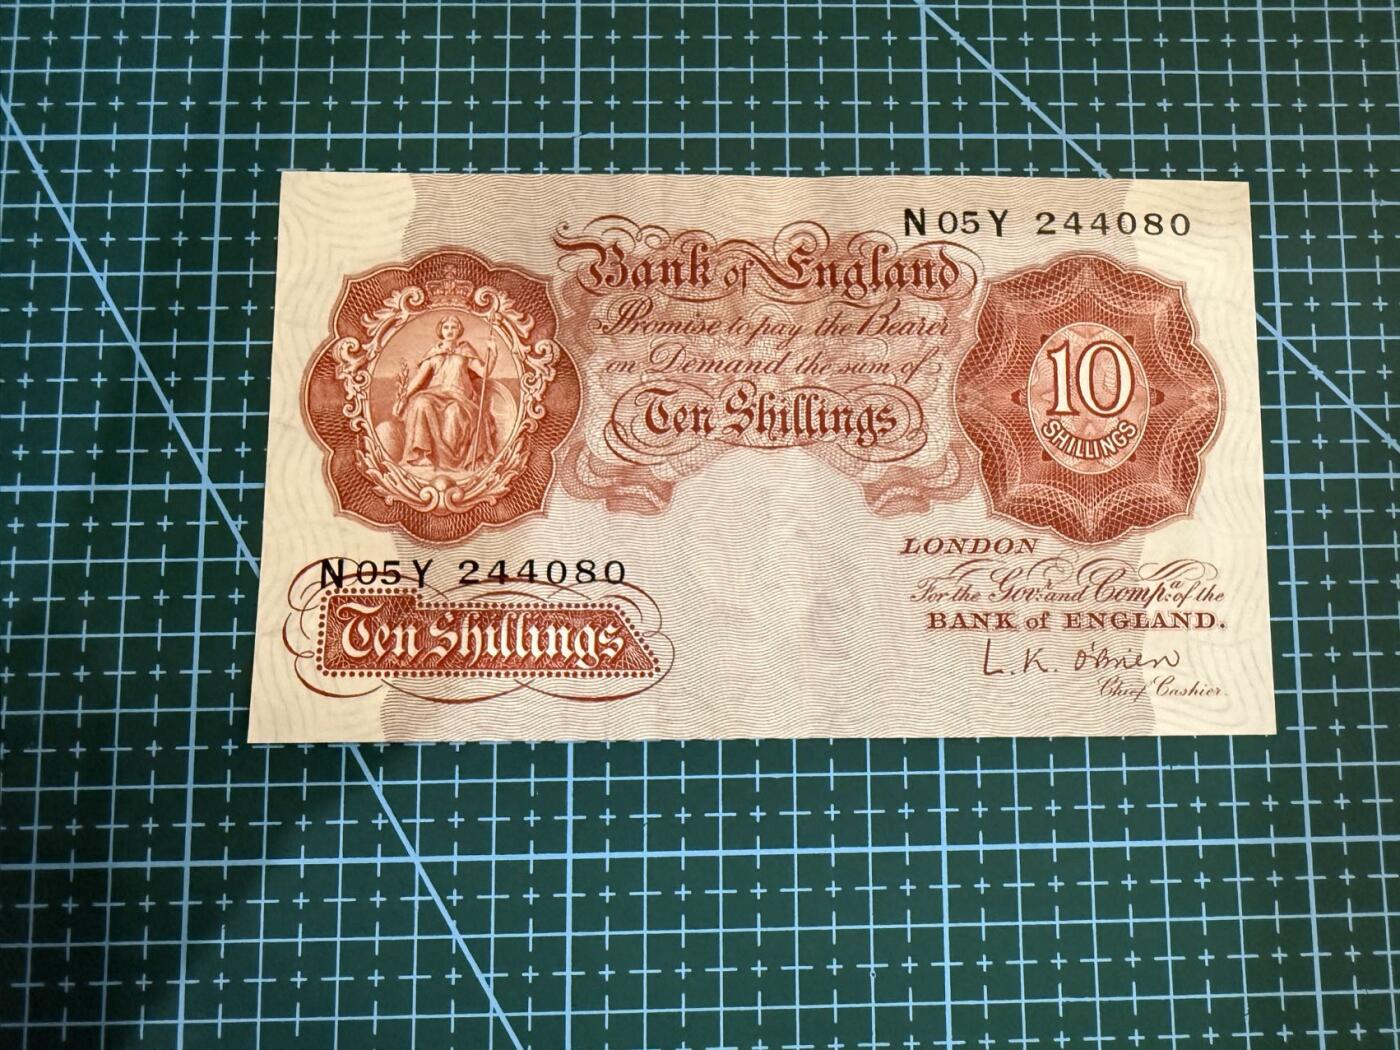 N05Y 244080
Bank of England
Promise to pay the Bearer
on Demand the sum of
Ten Shillings
10
SHILLINGS
LONDON
For the Govr. and Compa. of the
BANK of ENGLAND.
L.K. O'Brien
Chief Cashier.
N05Y 244080
Ten Shillings